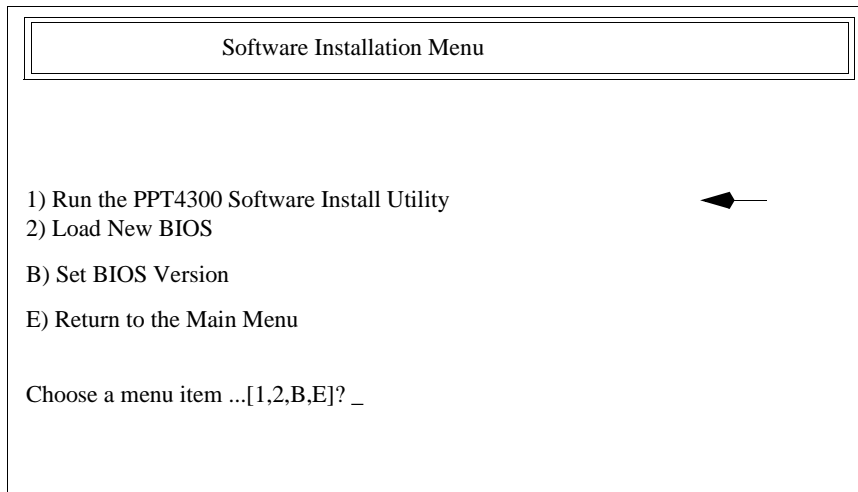 Software Installation Menu
1) Run the PPT4300 Software Install Utility
2) Load New BIOS
B) Set BIOS Version
E) Return to the Main Menu
Choose a menu item ...[1,2,B,E]? _